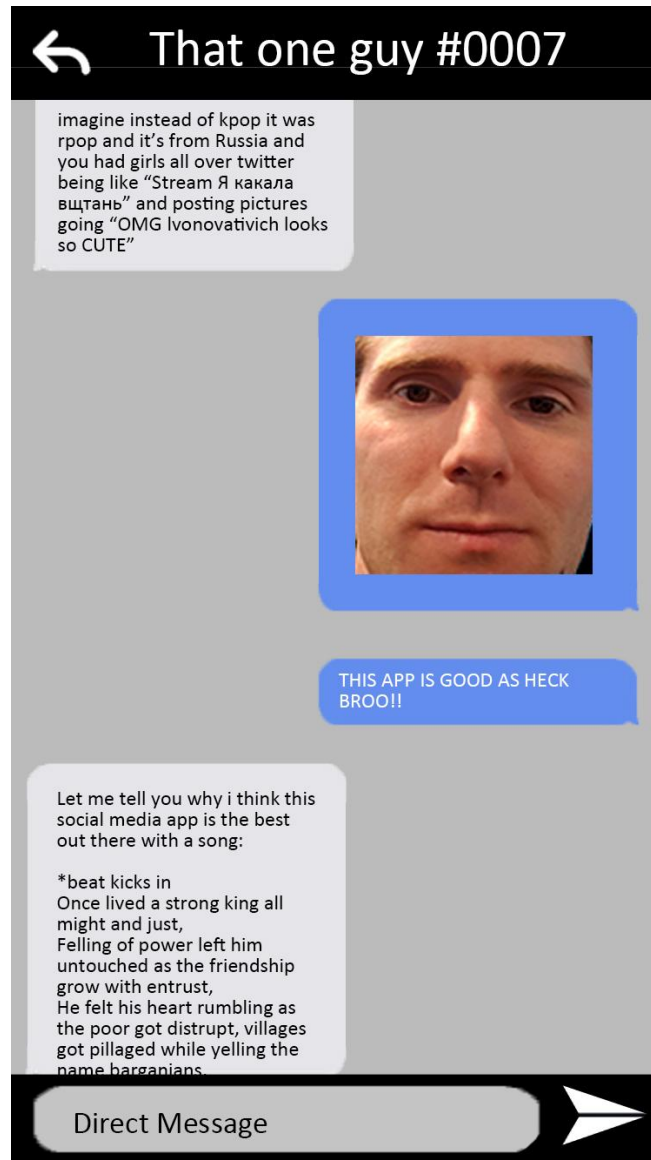 That one guy #0007
imagine instead of kpop it was
rpop and it’s from Russia and
you had girls all over twitter
being like “Stream Я какала
вщтань” and posting pictures
going “OMG lvonovativich looks
so CUTE”
THIS APP IS GOOD AS HECK
BROO!!
Let me tell you why i think this
social media app is the best
out there with a song:
*beat kicks in
Once lived a strong king all
might and just,
Felling of power left him
untouched as the friendship
grow with entrust,
He felt his heart rumbling as
the poor got distrupt, villages
got pillaged while yelling the
name barganians.
Direct Message